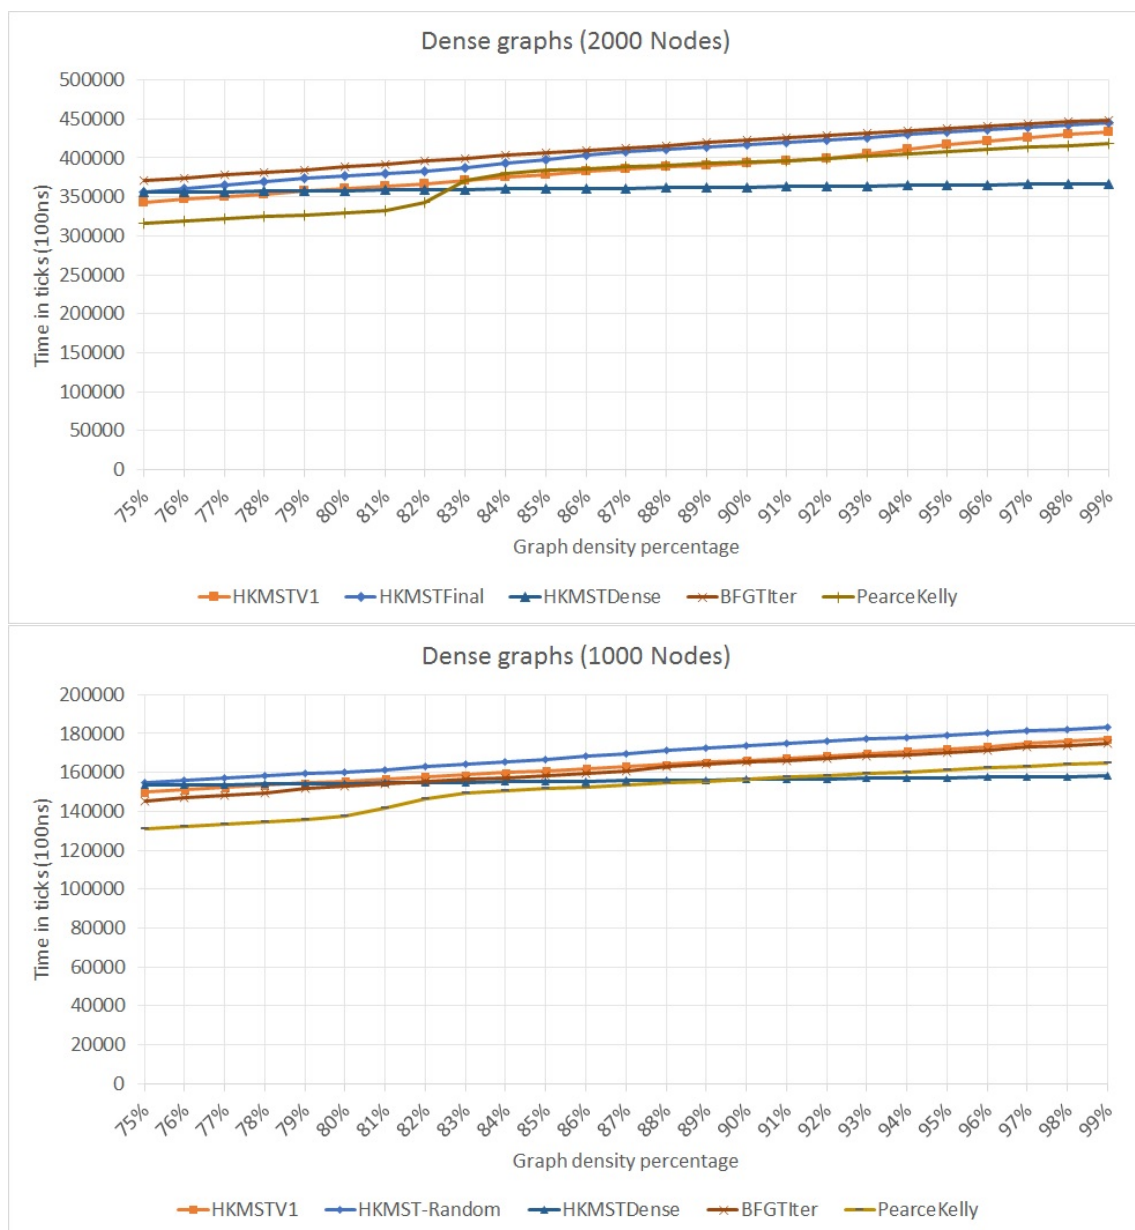 Dense graphs (2000 Nodes)
Time in ticks (100ns)
500000
450000
400000
350000
300000
250000
200000
150000
100000
50000
0
75% 76% 77% 78% 79% 80% 81% 82% 83% 84% 85% 86% 87% 88% 89% 90% 91% 92% 93% 94% 95% 96% 97% 98% 99%
Graph density percentage
HKMSTV1 HKMSTFinal HKMSTDense BFGTIter PearceKelly
Dense graphs (1000 Nodes)
Time in ticks (100ns)
200000
180000
160000
140000
120000
100000
80000
60000
40000
20000
0
75% 76% 77% 78% 79% 80% 81% 82% 83% 84% 85% 86% 87% 88% 89% 90% 91% 92% 93% 94% 95% 96% 97% 98% 99%
Graph density percentage
HKMSTV1 HKMST-Random HKMSTDense BFGTIter PearceKelly